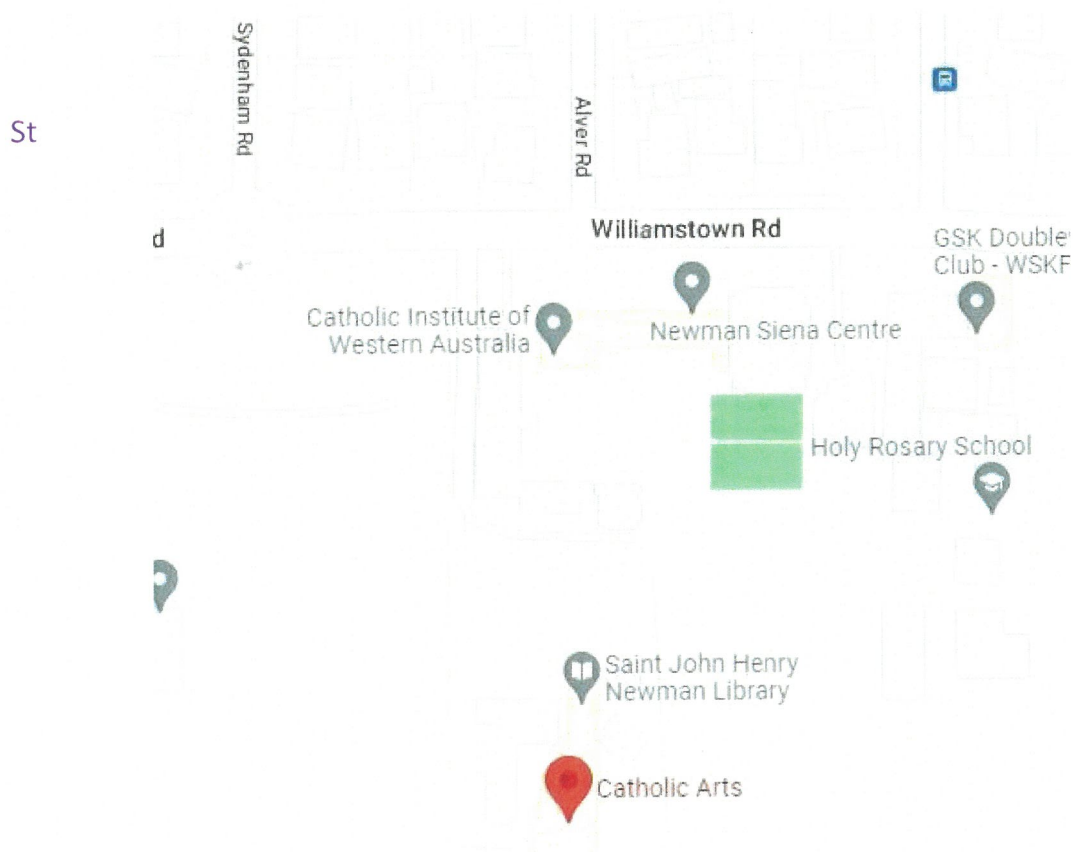 Sydenham Rd
St
Alver Rd
d
Williamstown Rd
GSK Double
Club - WSKF
Catholic Institute of
Western Australia
Newman Siena Centre
Holy Rosary School
Saint John Henry
Newman Library
Catholic Arts